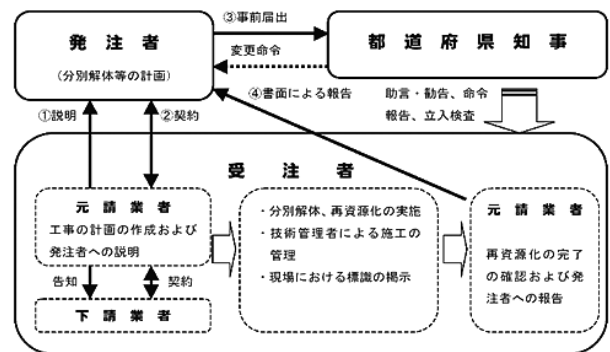 ③事前届出
発注者
(分別解体等の計画)
変更命令
都道府県知事
①説明
②契約
④書面による報告
助言・勧告、命令
報告、立入検査
受注者
元請業者
工事の計画の作成および
発注者への説明
告知
契約
下請業者
・分別解体、再資源化の実施
・技術管理者による施工の
管理
・現場における標識の掲示
元請業者
再資源化の完了
の確認および発
注者への報告